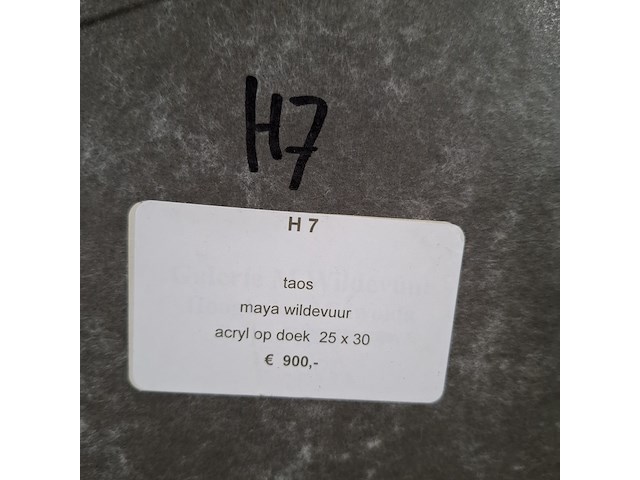 H7
H 7
taos
maya wildevuur
acryl op doek 25 x 30
€ 900,-